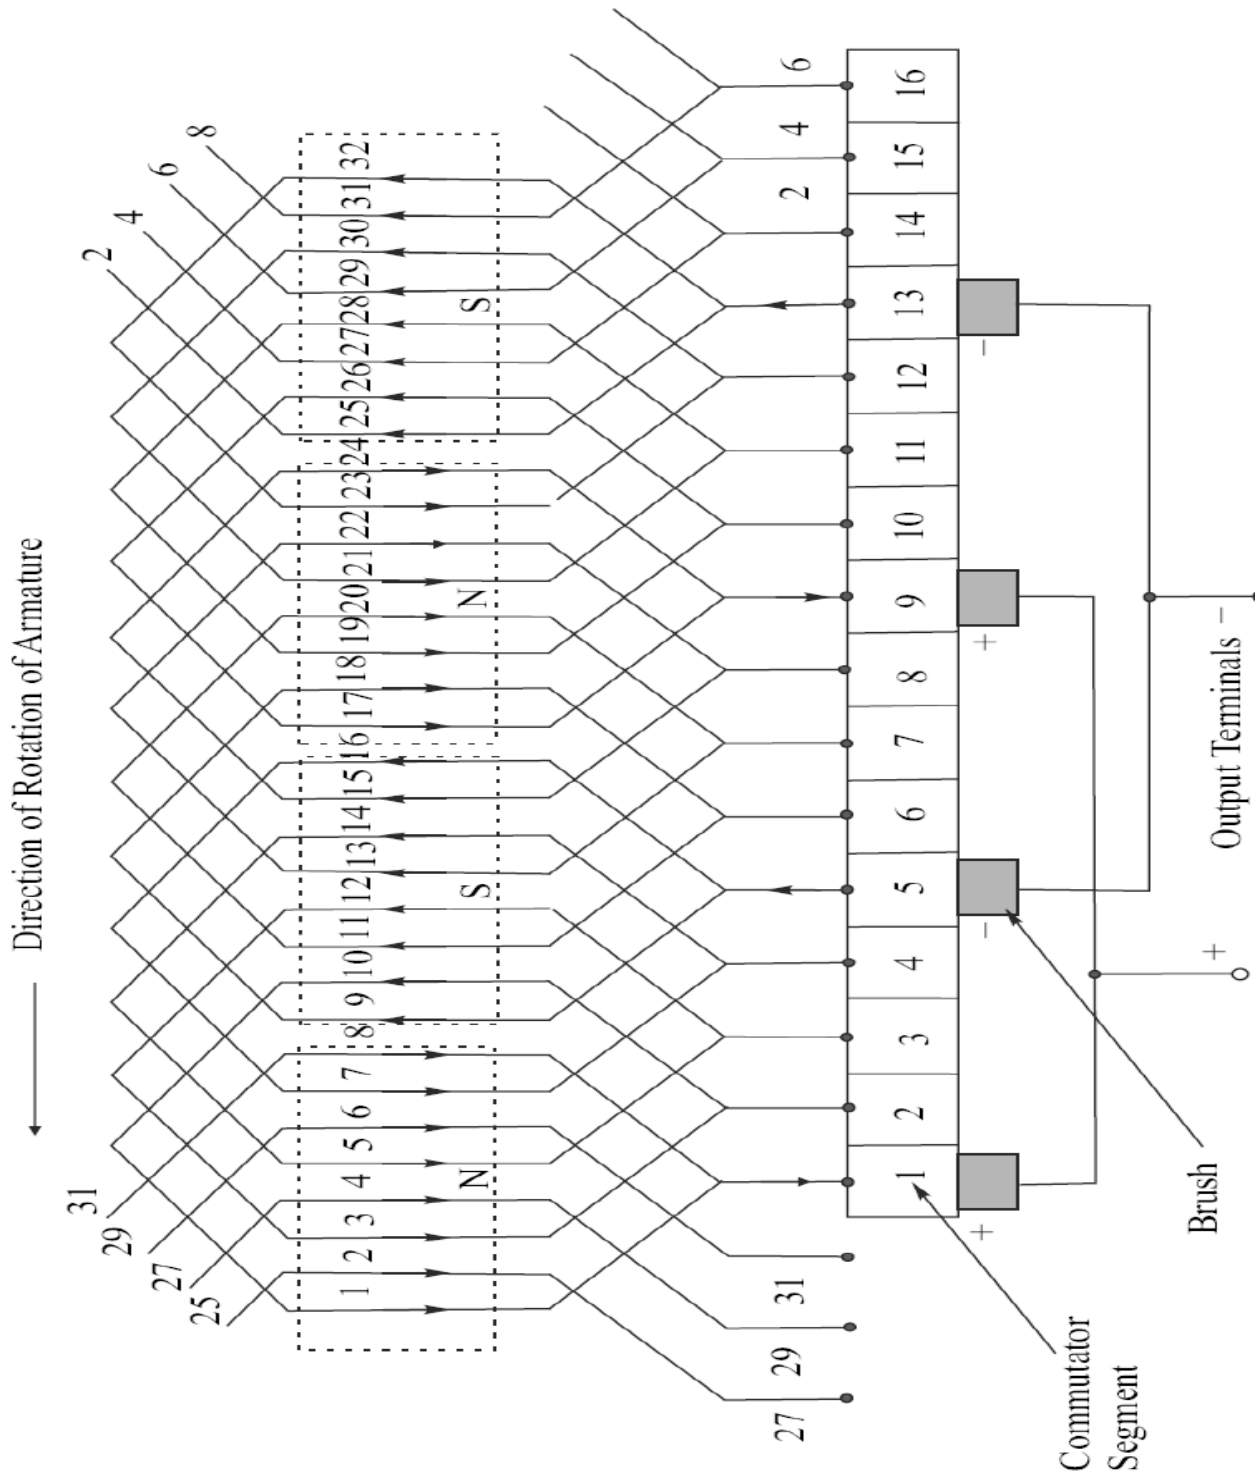 Direction of Rotation of Armature
31 29 27 25
2 4 6 8
1 2 3 4 5 6 7 8 9 10 11 12 13 14 15 16 17 18 19 20 21 22 23 24 25 26 27 28 29 30 31 32
N S N S
27 29 31
2 4 6
1 2 3 4 5 6 7 8 9 10 11 12 13 14 15 16
+ − + −
Commutator
Segment
Brush
+
Output Terminals −